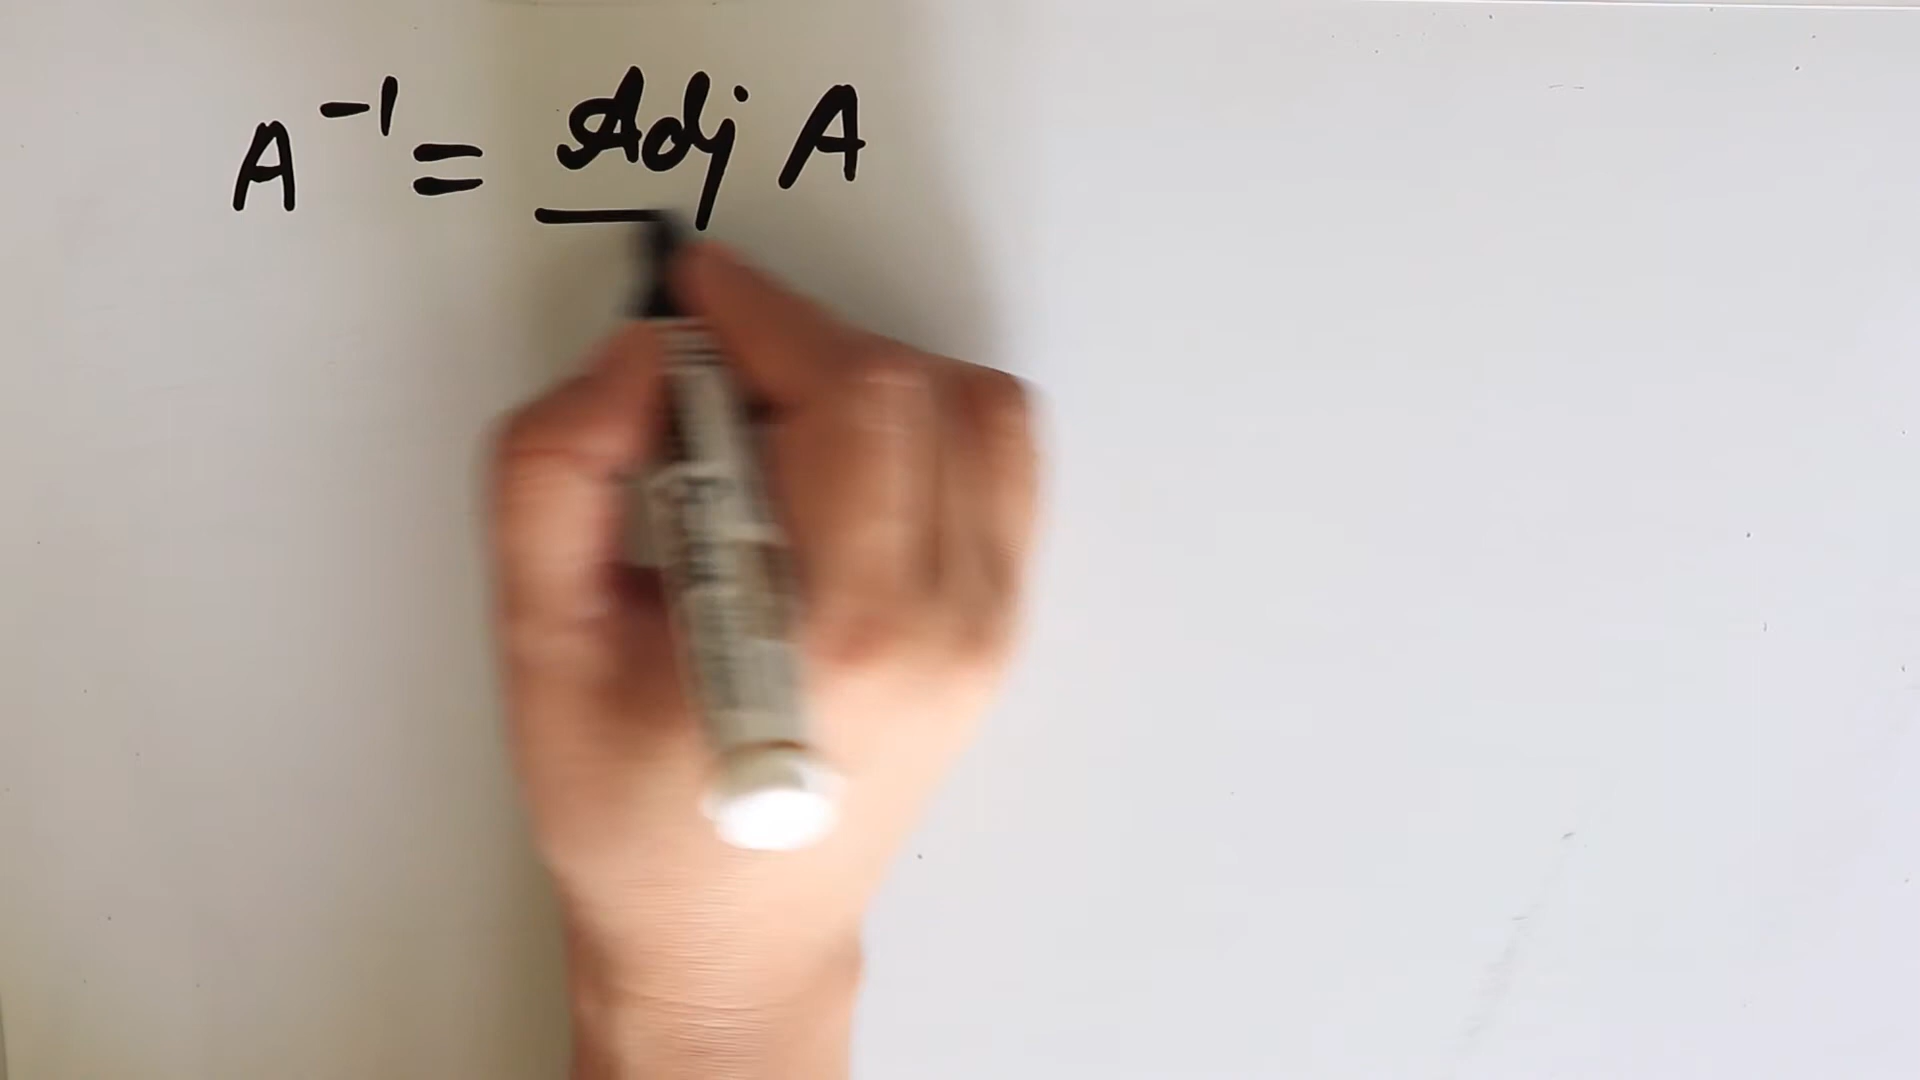 A⁻¹ = Adj A